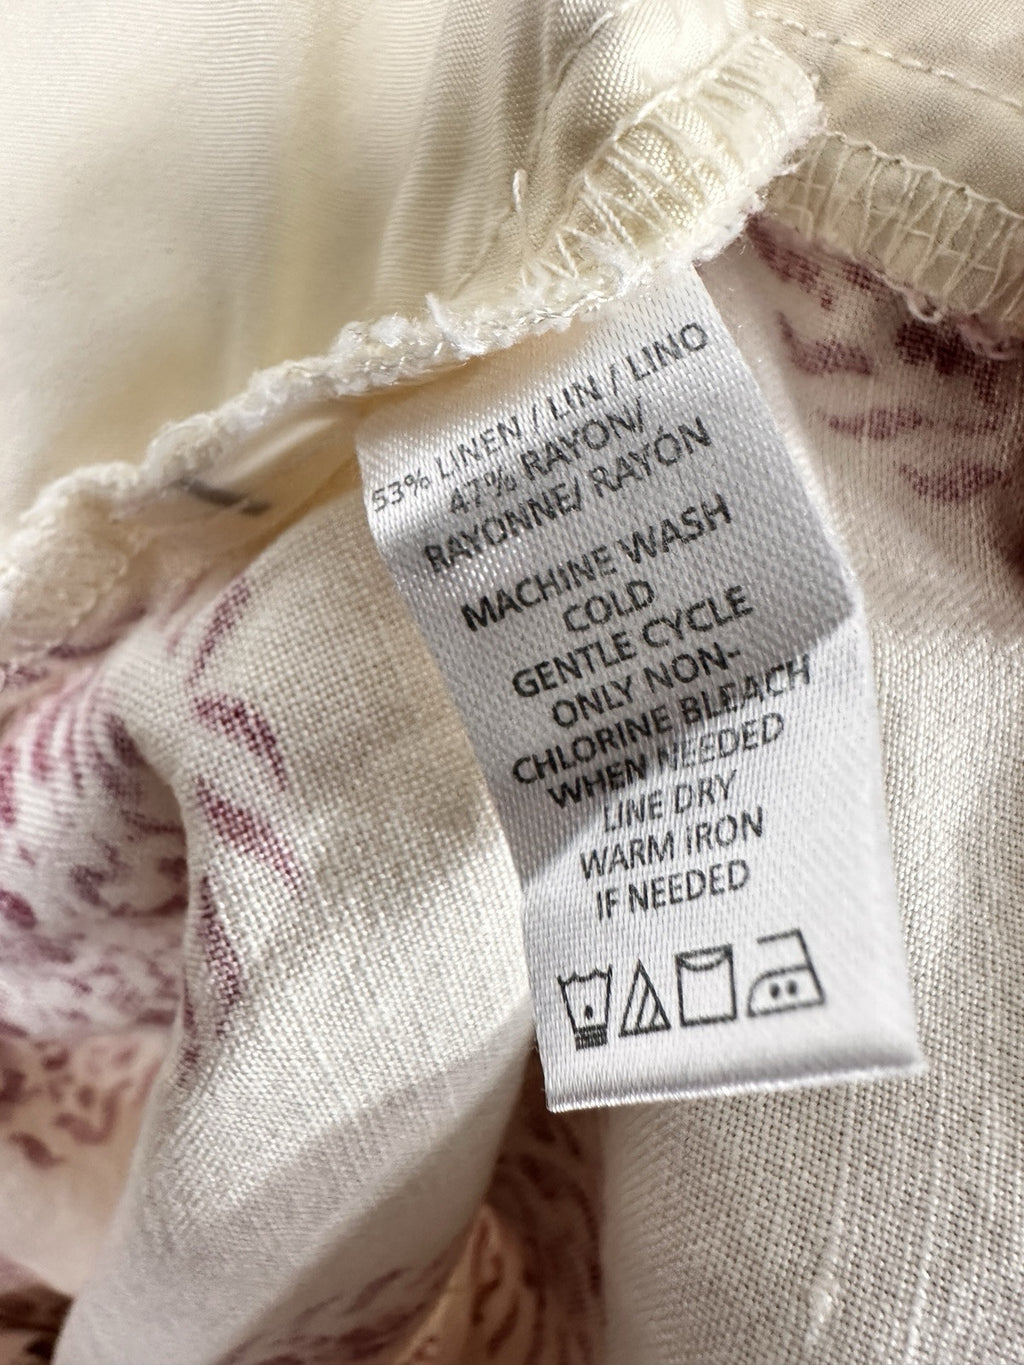 53% LINEN / LIN / LINO
47% RAYON/
RAYONNE/ RAYÓN
MACHINE WASH
COLD
GENTLE CYCLE
ONLY NON-
CHLORINE BLEACH
WHEN NEEDED
LINE DRY
WARM IRON
IF NEEDED